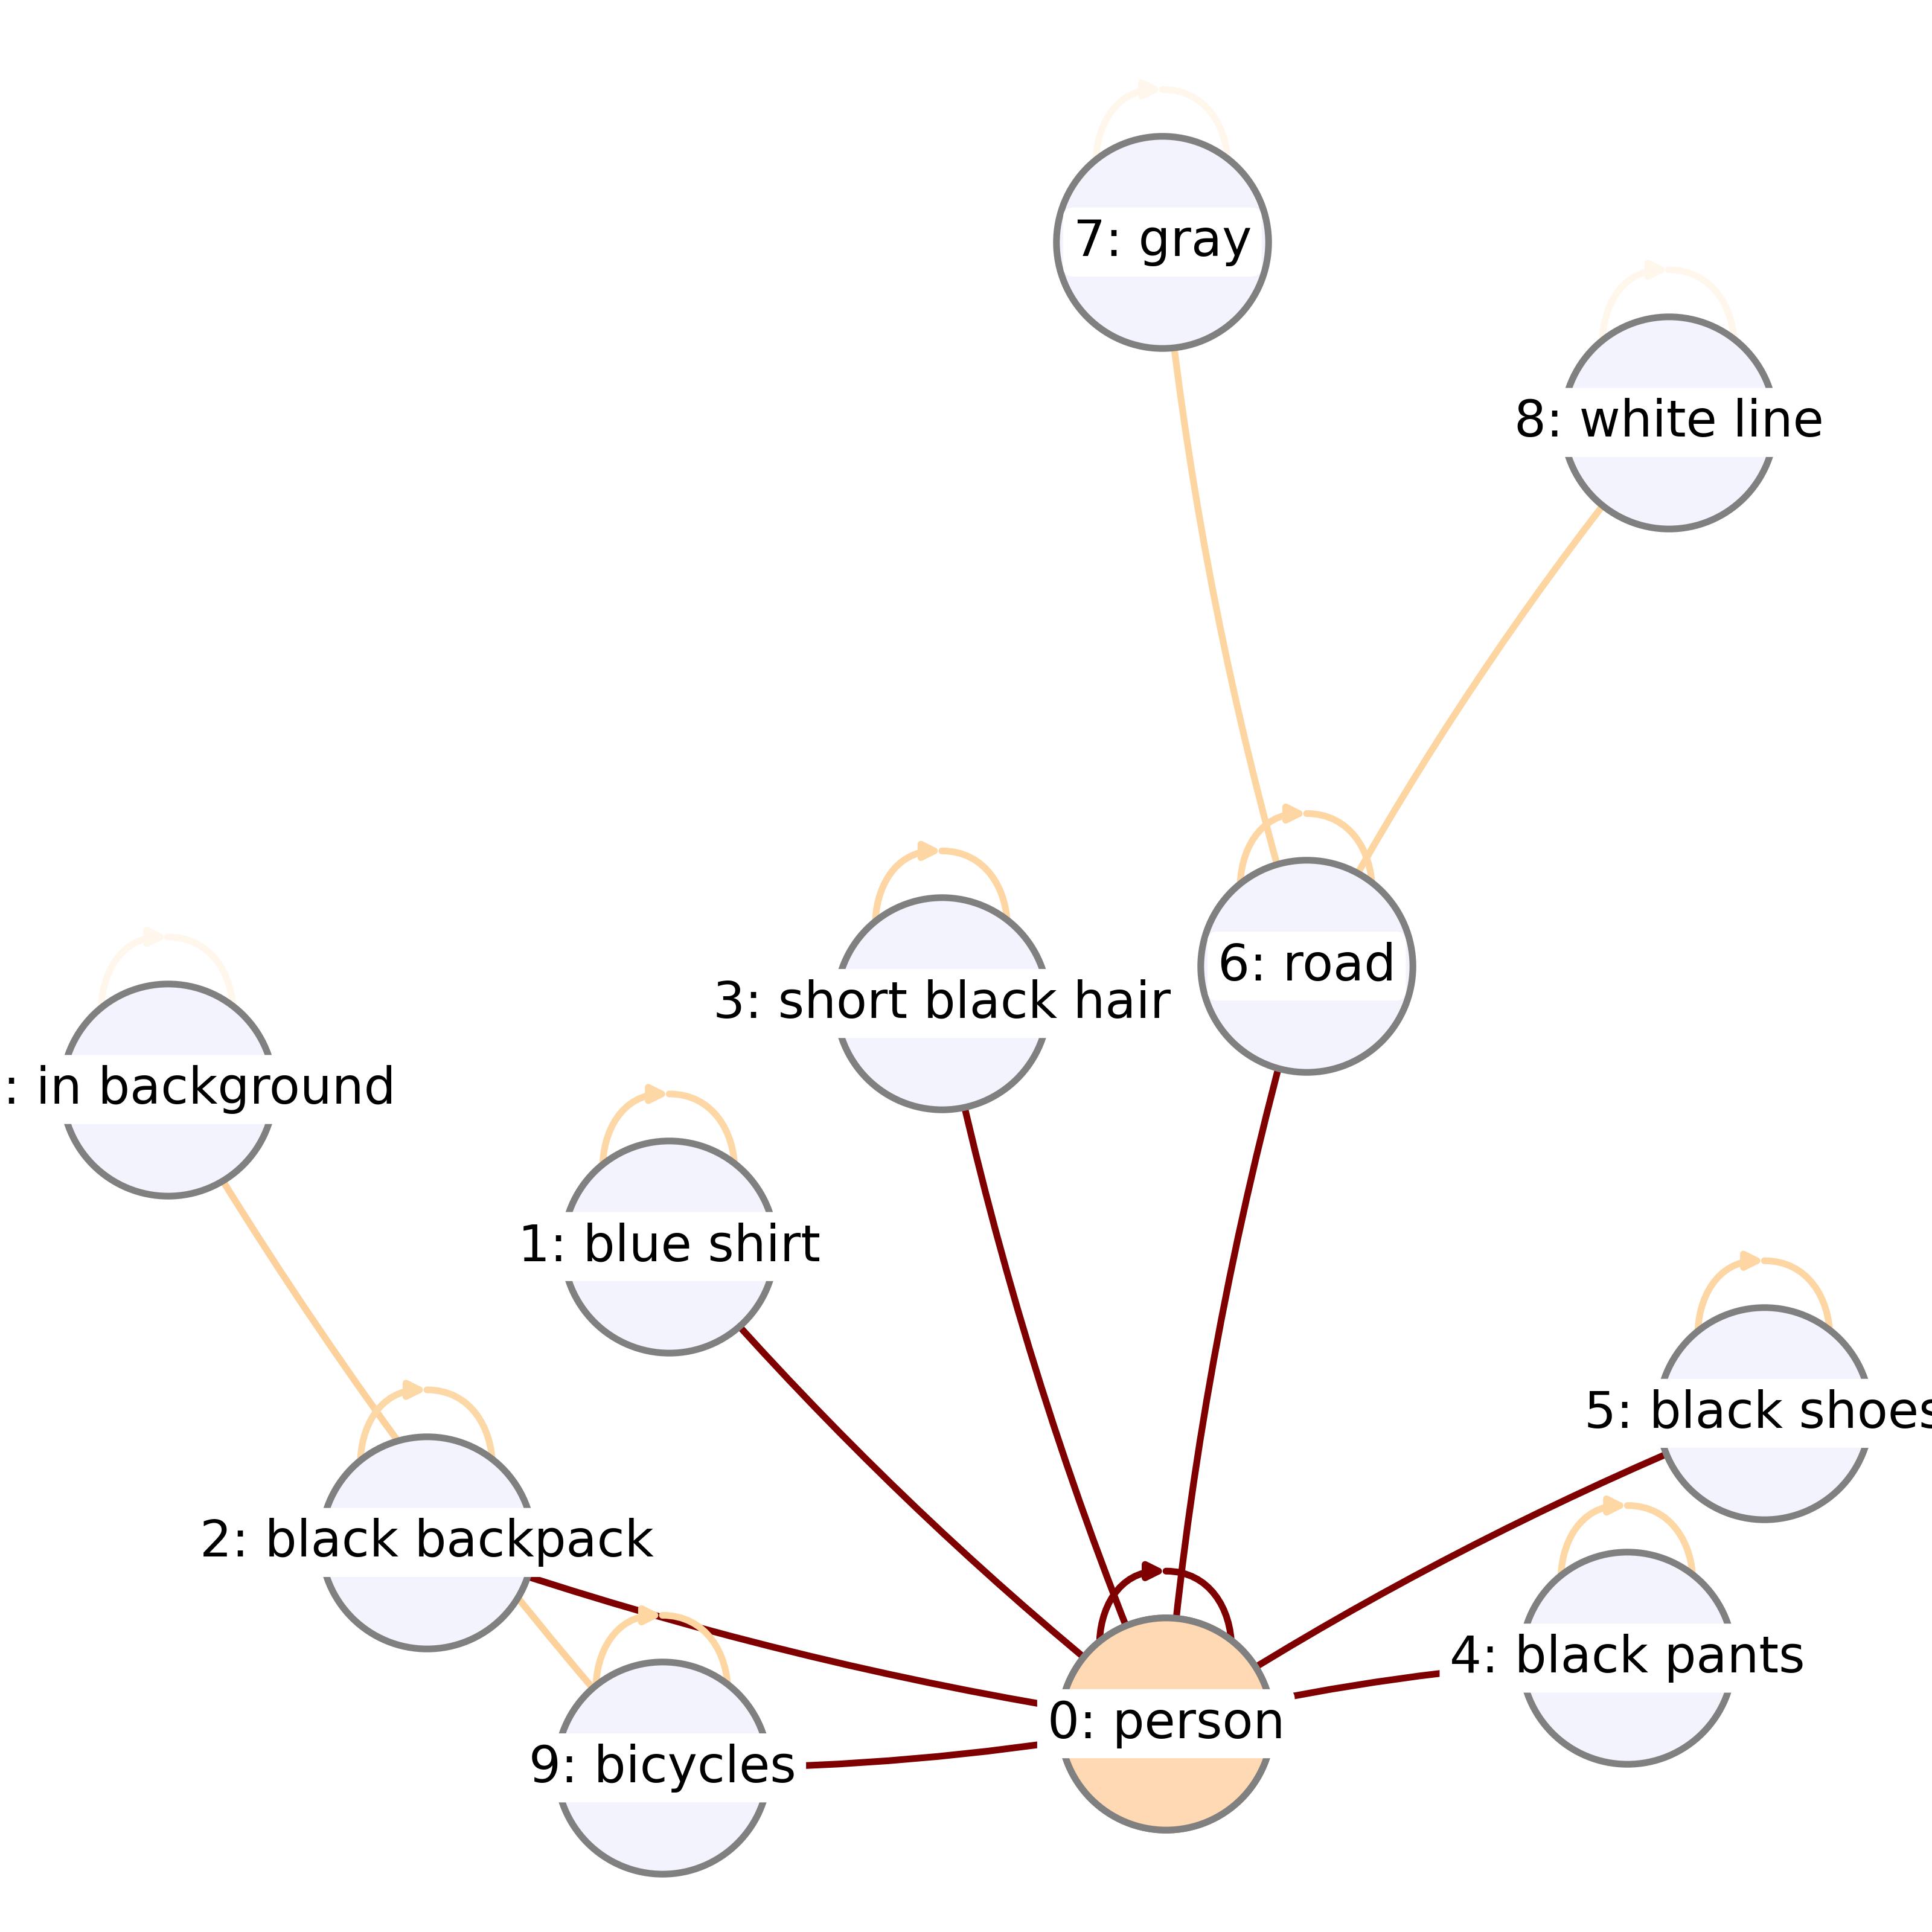 7: gray
8: white line
6: road
3: short black hair
: in background
1: blue shirt
5: black shoes
2: black backpack
4: black pants
0: person
9: bicycles